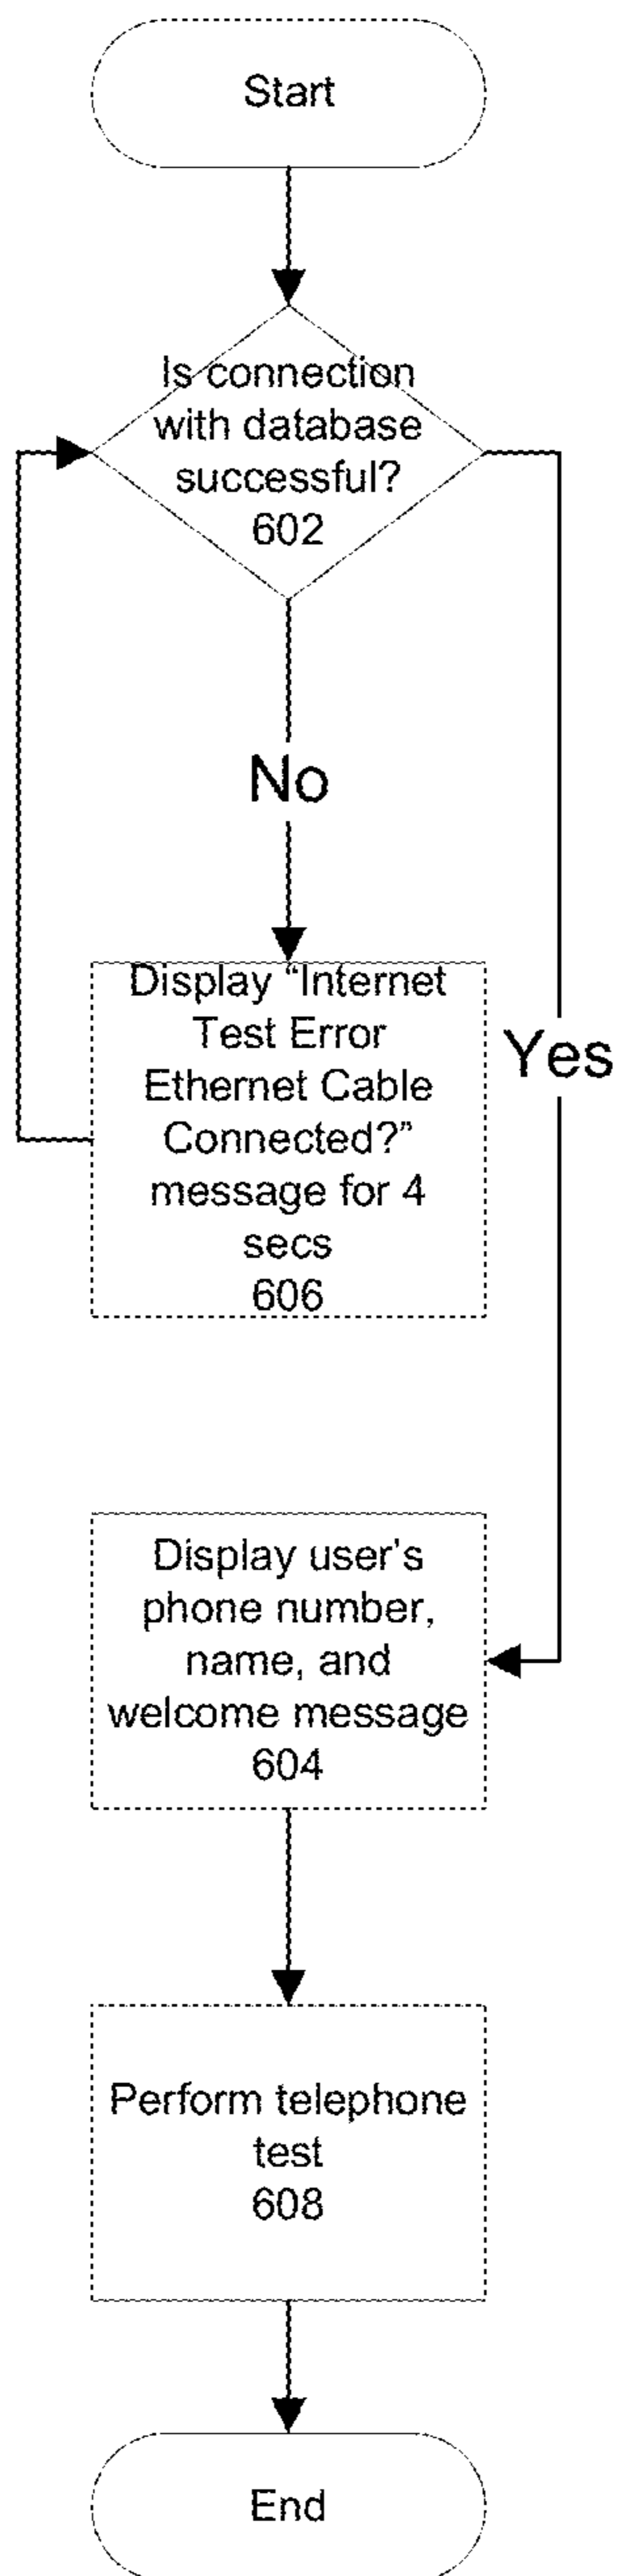 Start
Is connection
with database
successful?
602
No
Display “Internet
Test Error
Ethernet Cable
Connected?”
message for 4
secs
606
Yes
Display user’s
phone number,
name, and
welcome message
604
Perform telephone
test
608
End